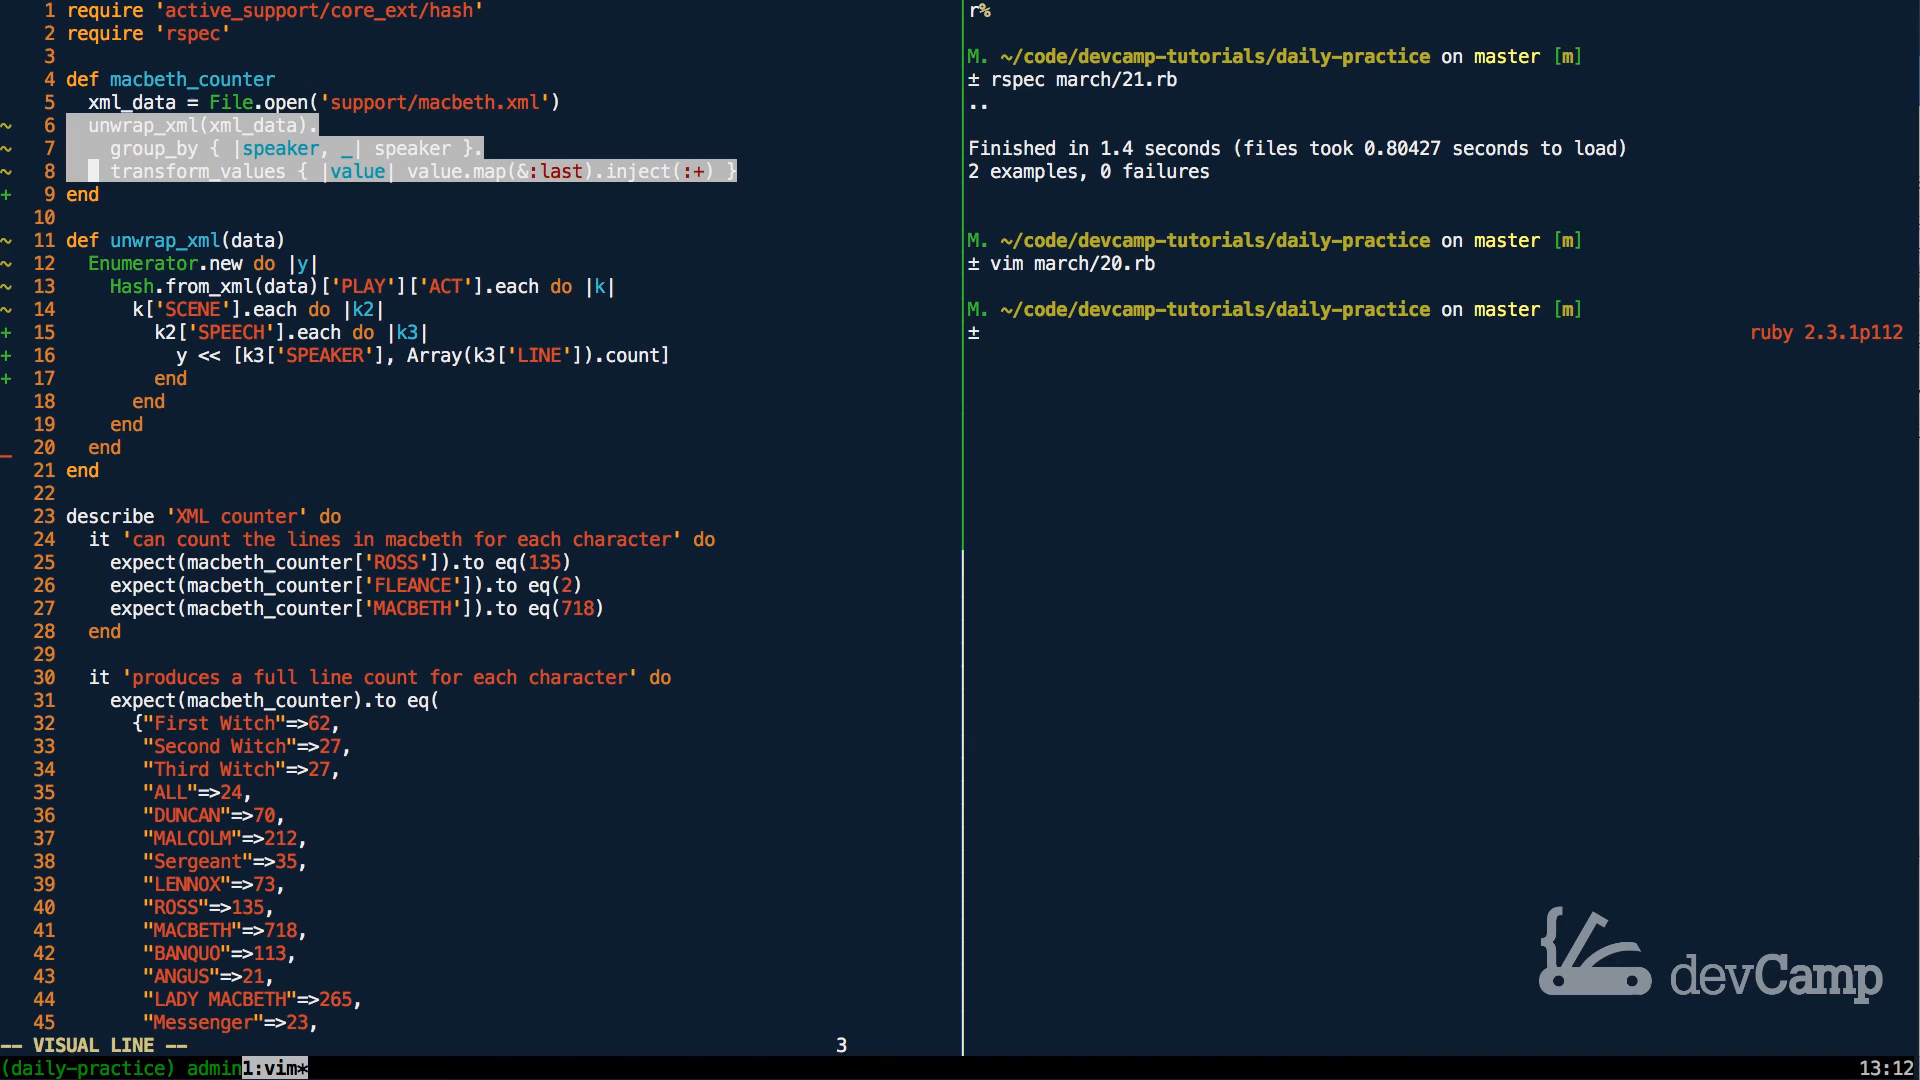 1 require 'active_support/core_ext/hash'
2 require 'rspec'
3
4 def macbeth_counter
5   xml_data = File.open('support/macbeth.xml')
~ 6   unwrap_xml(xml_data).
~ 7     group_by { |speaker, _| speaker }.
~ 8     transform_values { |value| value.map(&:last).inject(:+) }
+ 9 end
10
~ 11 def unwrap_xml(data)
~ 12   Enumerator.new do |y|
~ 13     Hash.from_xml(data)['PLAY']['ACT'].each do |k|
~ 14       k['SCENE'].each do |k2|
+ 15         k2['SPEECH'].each do |k3|
+ 16           y << [k3['SPEAKER'], Array(k3['LINE']).count]
+ 17         end
18       end
19     end
_ 20   end
21 end
22
23 describe 'XML counter' do
24   it 'can count the lines in macbeth for each character' do
25     expect(macbeth_counter['ROSS']).to eq(135)
26     expect(macbeth_counter['FLEANCE']).to eq(2)
27     expect(macbeth_counter['MACBETH']).to eq(718)
28   end
29
30   it 'produces a full line count for each character' do
31     expect(macbeth_counter).to eq(
32       {"First Witch"=>62,
33        "Second Witch"=>27,
34        "Third Witch"=>27,
35        "ALL"=>24,
36        "DUNCAN"=>70,
37        "MALCOLM"=>212,
38        "Sergeant"=>35,
39        "LENNOX"=>73,
40        "ROSS"=>135,
41        "MACBETH"=>718,
42        "BANQUO"=>113,
43        "ANGUS"=>21,
44        "LADY MACBETH"=>265,
45        "Messenger"=>23,
-- VISUAL LINE -- 3
r%
M. ~/code/devcamp-tutorials/daily-practice on master [m]
± rspec march/21.rb
..
Finished in 1.4 seconds (files took 0.80427 seconds to load)
2 examples, 0 failures
M. ~/code/devcamp-tutorials/daily-practice on master [m]
± vim march/20.rb
M. ~/code/devcamp-tutorials/daily-practice on master [m]
± ruby 2.3.1p112
devCamp
(daily-practice) admin1:vim* 13:12